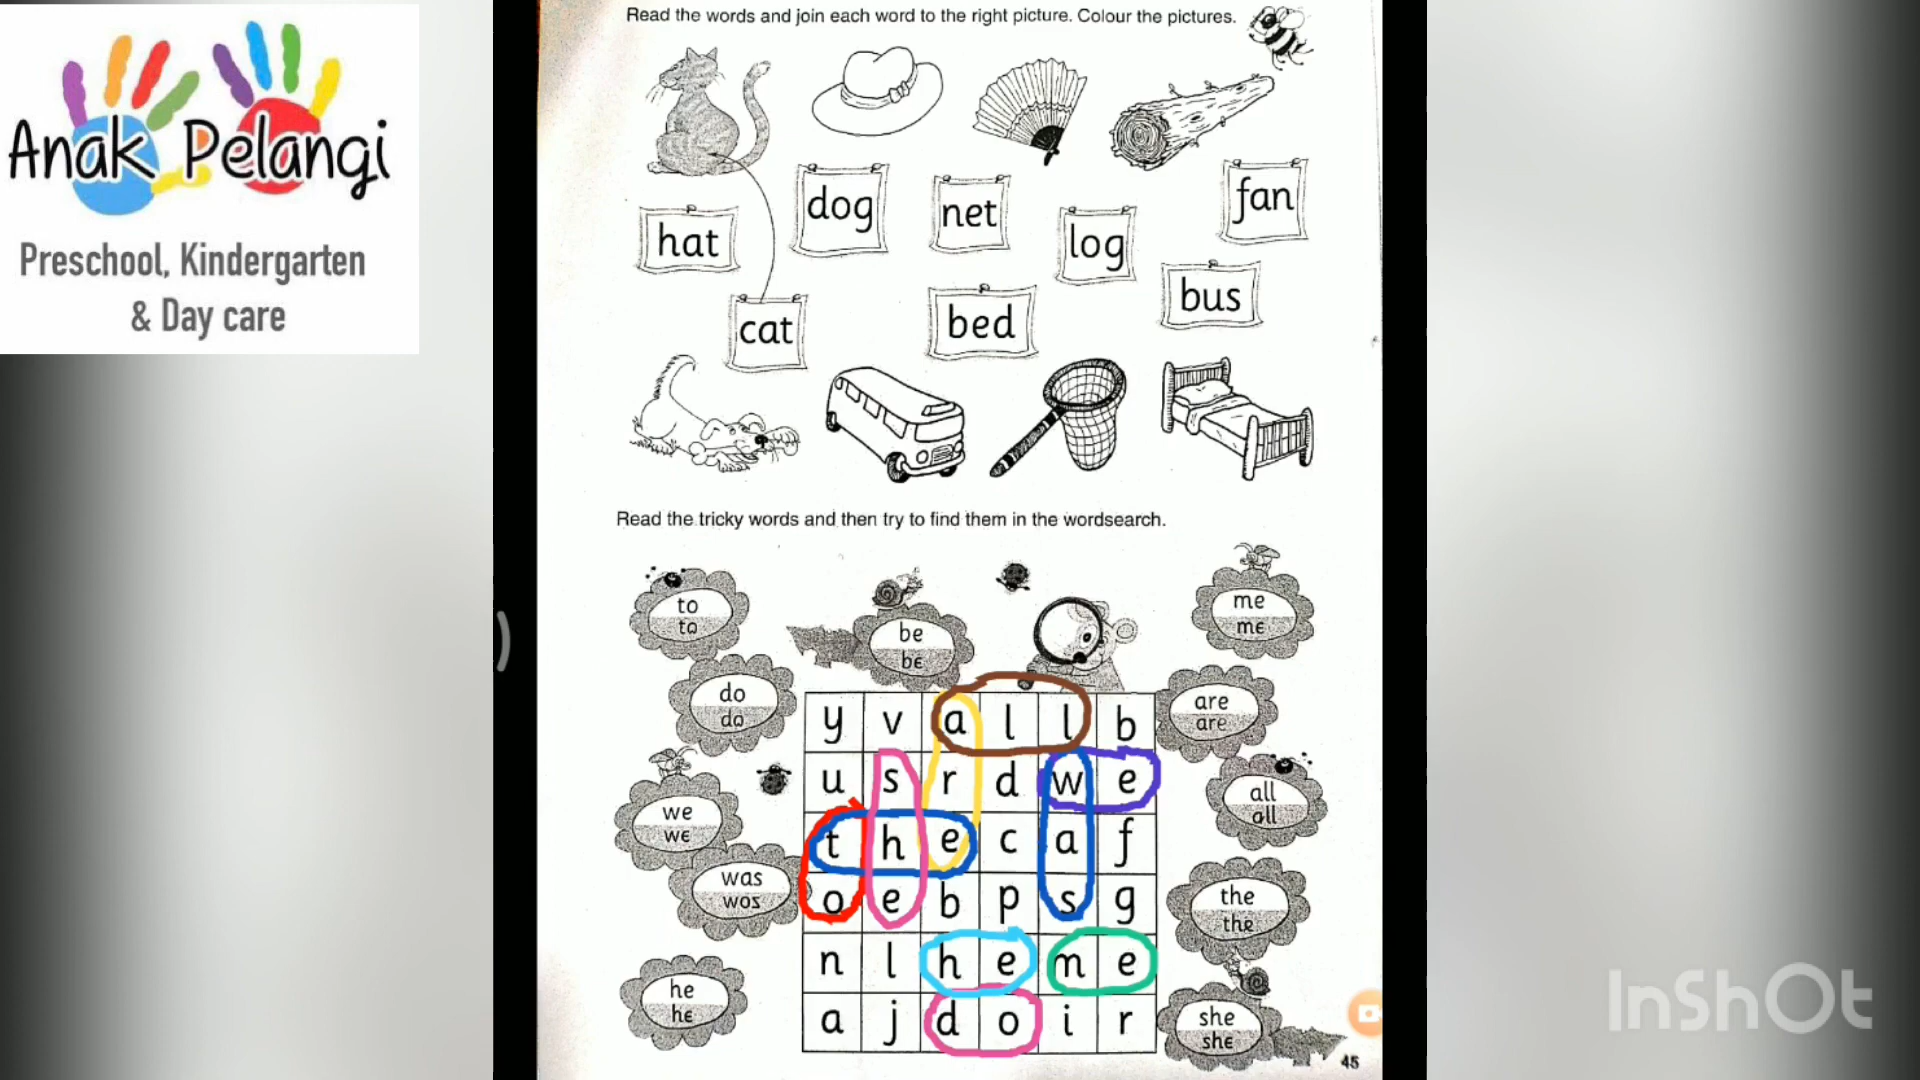 Anak Pelangi
Preschool, Kindergarten
& Day care
Read the words and join each word to the right picture. Colour the pictures.
hat
dog
net
log
fan
cat
bed
bus
Read the tricky words and then try to find them in the wordsearch.
to
to
be
be
me
me
do
do
are
are
we
we
all
all
was
was
the
the
he
he
she
she
y v a l l b
u s r d w e
t h e c a f
o e b p s g
n l h e m e
a j d o i r
45
InShOt